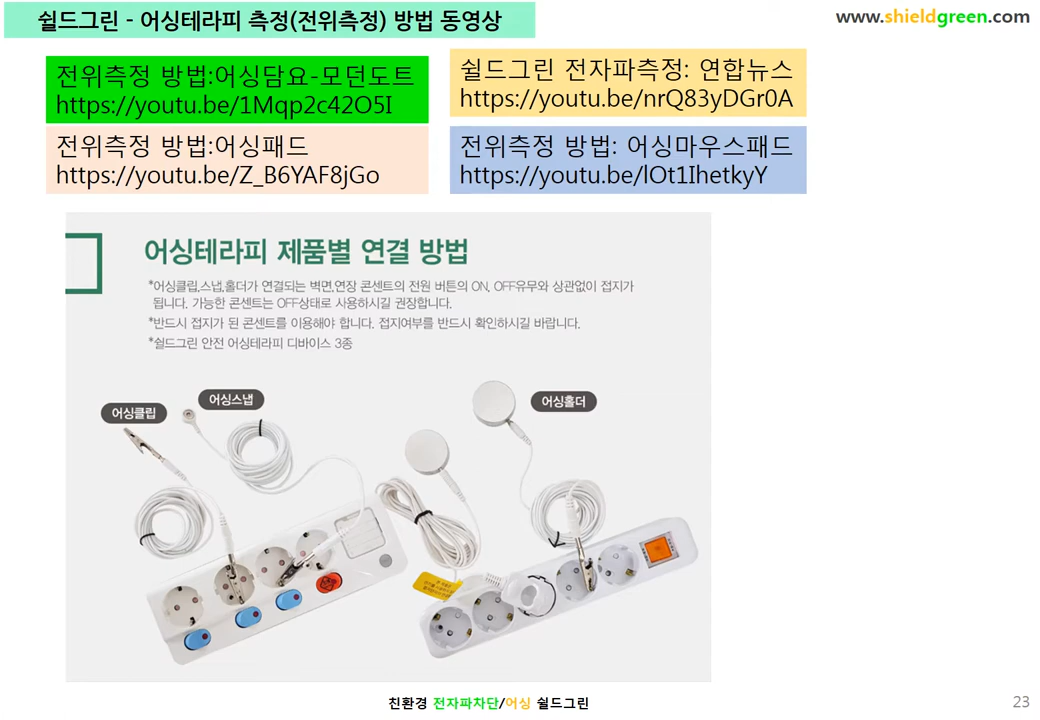 쉴드그린 - 어싱테라피 측정(전위측정) 방법 동영상
www.shieldgreen.com
전위측정 방법:어싱담요-모던도트
https://youtu.be/1Mqp2c42O5I
쉴드그린 전자파측정: 연합뉴스
https://youtu.be/nrQ83yDGr0A
전위측정 방법:어싱패드
https://youtu.be/Z_B6YAF8jGo
전위측정 방법: 어싱마우스패드
https://youtu.be/lOt1IhetkyY
어싱테라피 제품별 연결 방법
*어싱클립,스냅,홀더가 연결되는 벽면,연장 콘센트의 전원 버튼의 ON, OFF유무와 상관없이 접지가
됩니다. 가능한 콘센트는 OFF상태로 사용하시길 권장합니다.
*반드시 접지가 된 콘센트를 이용해야 합니다. 접지여부를 반드시 확인하시길 바랍니다.
*쉴드그린 안전 어싱테라피 디바이스 3종
어싱클립
어싱스냅
어싱홀더
친환경 전자파차단/어싱 쉴드그린
23